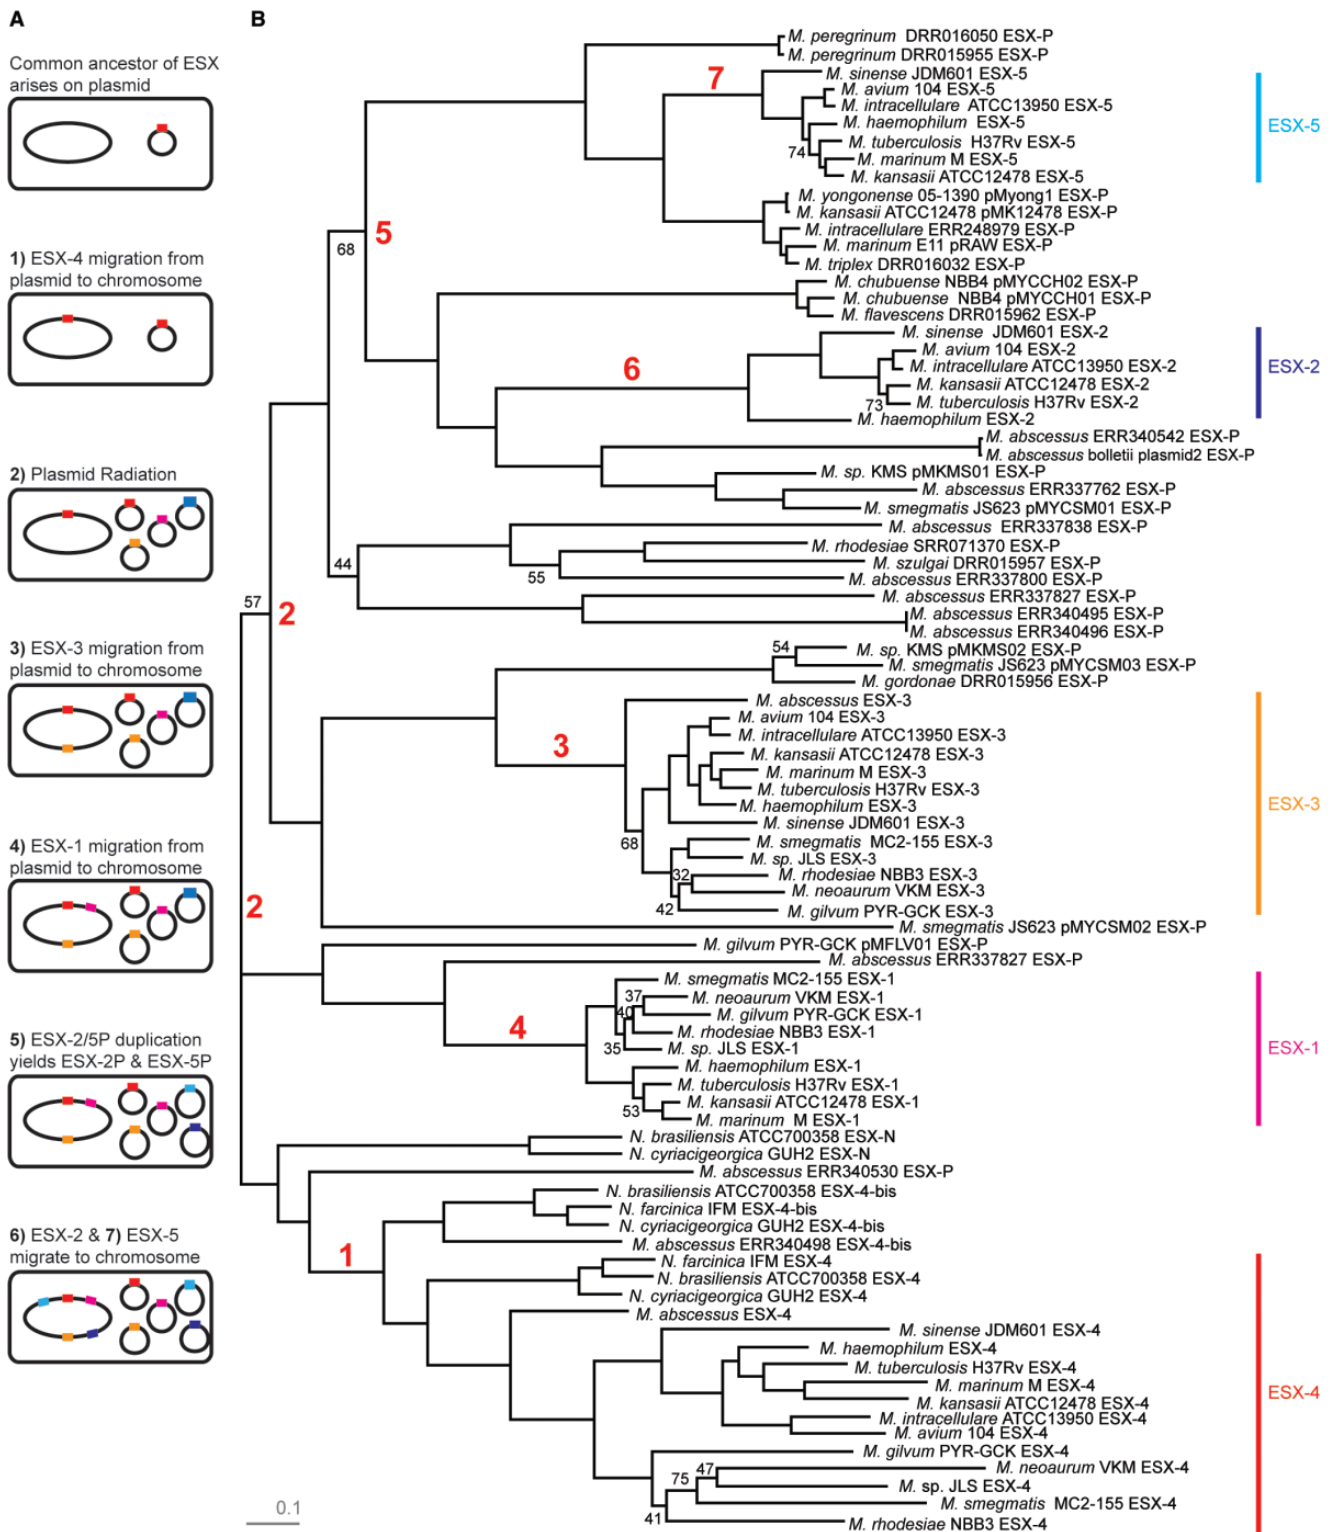 A
Common ancestor of ESX
arises on plasmid
1) ESX-4 migration from
plasmid to chromosome
2) Plasmid Radiation
3) ESX-3 migration from
plasmid to chromosome
4) ESX-1 migration from
plasmid to chromosome
5) ESX-2/5P duplication
yields ESX-2P & ESX-5P
6) ESX-2 & 7) ESX-5
migrate to chromosome
B
M. peregrinum DRR016050 ESX-P
M. peregrinum DRR015955 ESX-P
7
M. sinense JDM601 ESX-5
M. avium 104 ESX-5
M. intracellulare ATCC13950 ESX-5
M. haemophilum ESX-5
ESX-5
M. tuberculosis H37Rv ESX-5
74
M. marinum M ESX-5
M. kansasii ATCC12478 ESX-5
M. yongonense 05-1390 pMyong1 ESX-P
M. kansasii ATCC12478 pMK12478 ESX-P
M. intracellulare ERR248979 ESX-P
5
68
M. marinum E11 pRAW ESX-P
M. triplex DRR016032 ESX-P
M. chubuense NBB4 pMYCCH02 ESX-P
M. chubuense NBB4 pMYCCH01 ESX-P
M. flavescens DRR015962 ESX-P
M. sinense JDM601 ESX-2
M. avium 104 ESX-2
6
M. intracellulare ATCC13950 ESX-2
ESX-2
M. kansasii ATCC12478 ESX-2
73
M. tuberculosis H37Rv ESX-2
M. haemophilum ESX-2
M. abscessus ERR340542 ESX-P
M. abscessus bolletii plasmid2 ESX-P
M. sp. KMS pMKMS01 ESX-P
M. abscessus ERR337762 ESX-P
M. smegmatis JS623 pMYCSM01 ESX-P
M. abscessus ERR337838 ESX-P
M. rhodesiae SRR071370 ESX-P
44
M. szulgai DRR015957 ESX-P
55
M. abscessus ERR337800 ESX-P
M. abscessus ERR337827 ESX-P
57
2
M. abscessus ERR340495 ESX-P
M. abscessus ERR340496 ESX-P
54
M. sp. KMS pMKMS02 ESX-P
M. smegmatis JS623 pMYCSM03 ESX-P
M. gordonae DRR015956 ESX-P
M. abscessus ESX-3
M. avium 104 ESX-3
M. intracellulare ATCC13950 ESX-3
3
M. kansasii ATCC12478 ESX-3
M. marinum M ESX-3
M. tuberculosis H37Rv ESX-3
M. haemophilum ESX-3
ESX-3
M. sinense JDM601 ESX-3
68
M. smegmatis MC2-155 ESX-3
M. sp. JLS ESX-3
32
M. rhodesiae NBB3 ESX-3
M. neoaurum VKM ESX-3
42
M. gilvum PYR-GCK ESX-3
2
M. smegmatis JS623 pMYCSM02 ESX-P
M. gilvum PYR-GCK pMFLV01 ESX-P
M. abscessus ERR337827 ESX-P
M. smegmatis MC2-155 ESX-1
37
M. neoaurum VKM ESX-1
40
M. gilvum PYR-GCK ESX-1
4
M. rhodesiae NBB3 ESX-1
35
M. sp. JLS ESX-1
ESX-1
M. haemophilum ESX-1
M. tuberculosis H37Rv ESX-1
M. kansasii ATCC12478 ESX-1
53
M. marinum M ESX-1
N. brasiliensis ATCC700358 ESX-N
N. cyriacigeorgica GUH2 ESX-N
M. abscessus ERR340530 ESX-P
N. brasiliensis ATCC700358 ESX-4-bis
N. farcinica IFM ESX-4-bis
N. cyriacigeorgica GUH2 ESX-4-bis
M. abscessus ERR340498 ESX-4-bis
1
N. farcinica IFM ESX-4
N. brasiliensis ATCC700358 ESX-4
N. cyriacigeorgica GUH2 ESX-4
M. abscessus ESX-4
M. sinense JDM601 ESX-4
M. haemophilum ESX-4
M. tuberculosis H37Rv ESX-4
M. marinum M ESX-4
ESX-4
M. kansasii ATCC12478 ESX-4
M. intracellulare ATCC13950 ESX-4
M. avium 104 ESX-4
M. gilvum PYR-GCK ESX-4
47
M. neoaurum VKM ESX-4
75
M. sp. JLS ESX-4
M. smegmatis MC2-155 ESX-4
41
M. rhodesiae NBB3 ESX-4
0.1